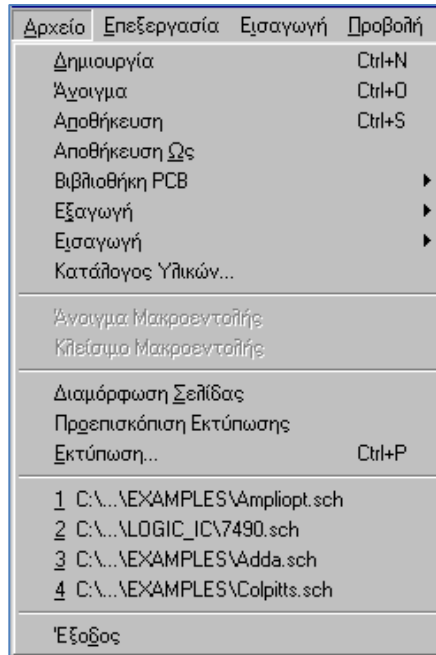 Αρχείο Επεξεργασία Εισαγωγή Προβολή
Δημιουργία Ctrl+N
Άνοιγμα Ctrl+O
Αποθήκευση Ctrl+S
Αποθήκευση Ως
Βιβλιοθήκη PCB
Εξαγωγή
Εισαγωγή
Κατάλογος Υλικών...
Άνοιγμα Μακροεντολής
Κλείσιμο Μακροεντολής
Διαμόρφωση Σελίδας
Προεπισκόπιση Εκτύπωσης
Εκτύπωση... Ctrl+P
1 C:\...\EXAMPLES\Ampliopt.sch
2 C:\...\LOGIC_IC\7490.sch
3 C:\...\EXAMPLES\Adda.sch
4 C:\...\EXAMPLES\Colpitts.sch
Έξοδος